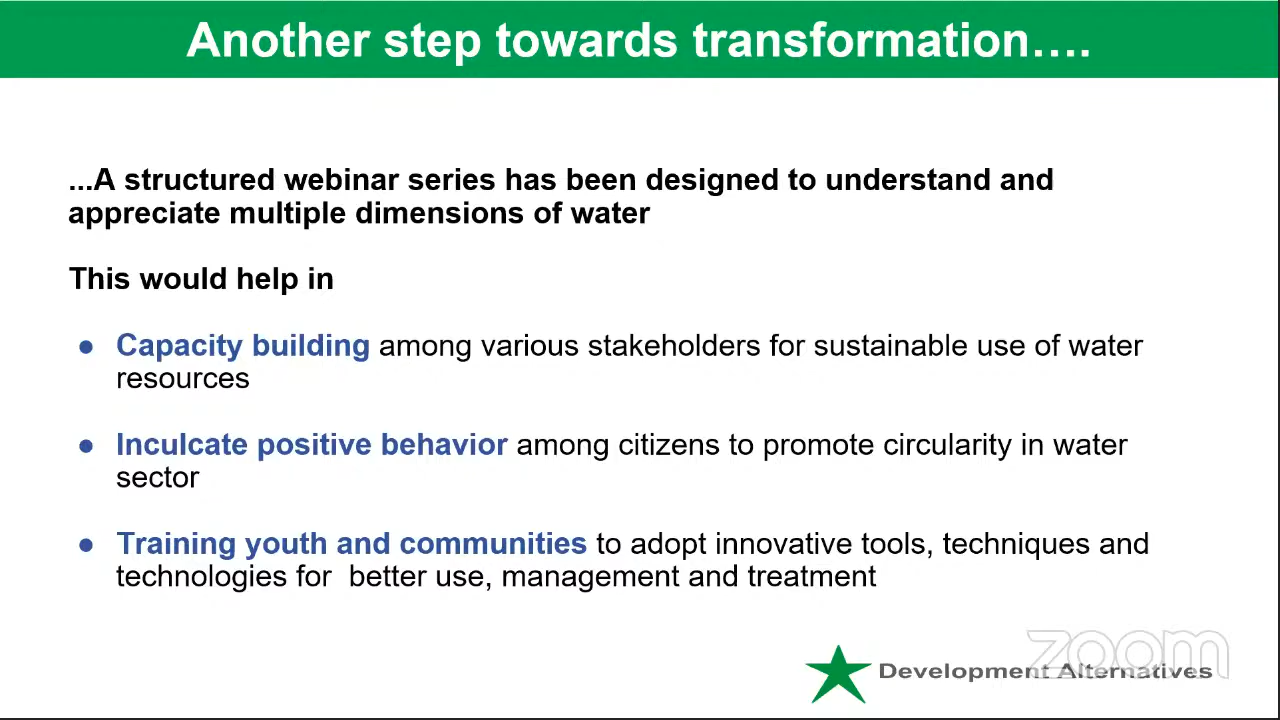 Another step towards transformation….
...A structured webinar series has been designed to understand and
appreciate multiple dimensions of water
This would help in
● Capacity building among various stakeholders for sustainable use of water
resources
● Inculcate positive behavior among citizens to promote circularity in water
sector
● Training youth and communities to adopt innovative tools, techniques and
technologies for  better use, management and treatment
zoom
Development Alternatives